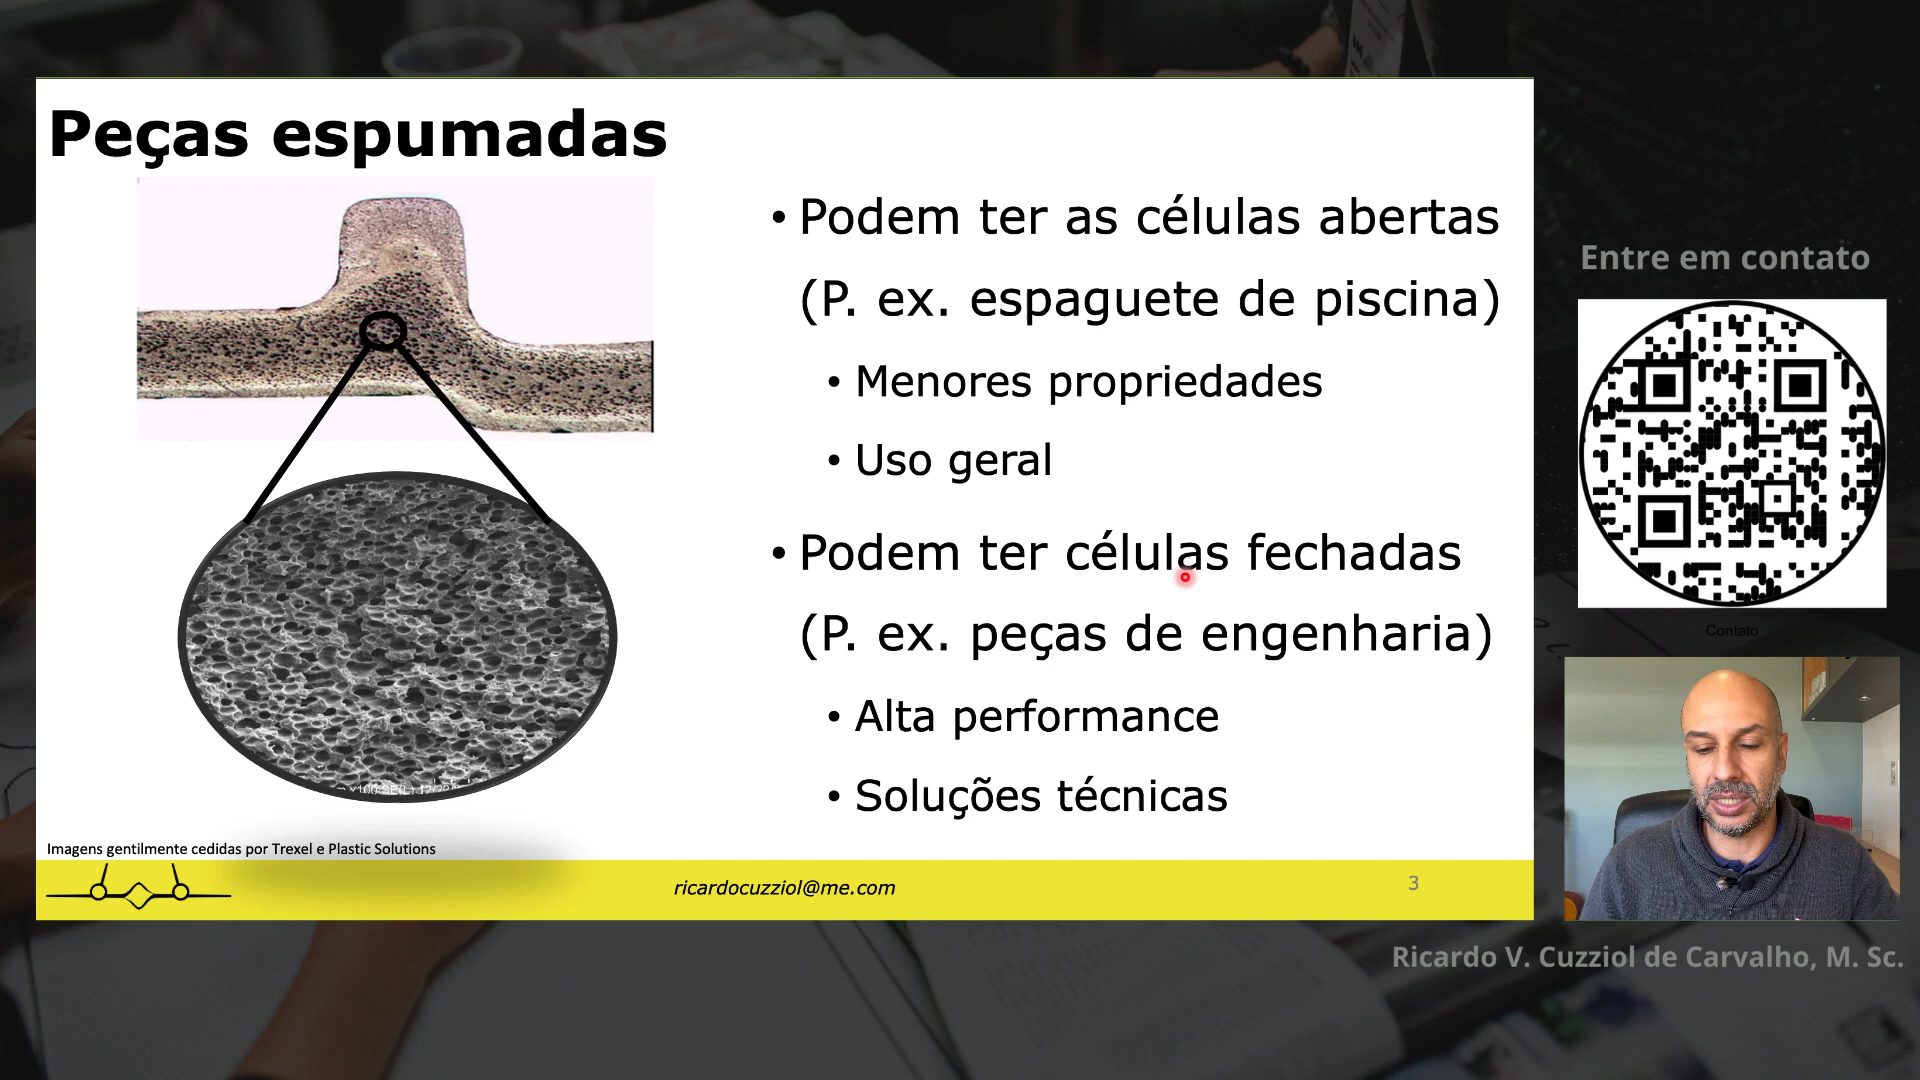 Peças espumadas
• Podem ter as células abertas
(P. ex. espaguete de piscina)
• Menores propriedades
• Uso geral
• Podem ter células fechadas
(P. ex. peças de engenharia)
• Alta performance
• Soluções técnicas
Imagens gentilmente cedidas por Trexel e Plastic Solutions
ricardocuzziol@me.com
3
Entre em contato
Contato
Ricardo V. Cuzziol de Carvalho, M. Sc.